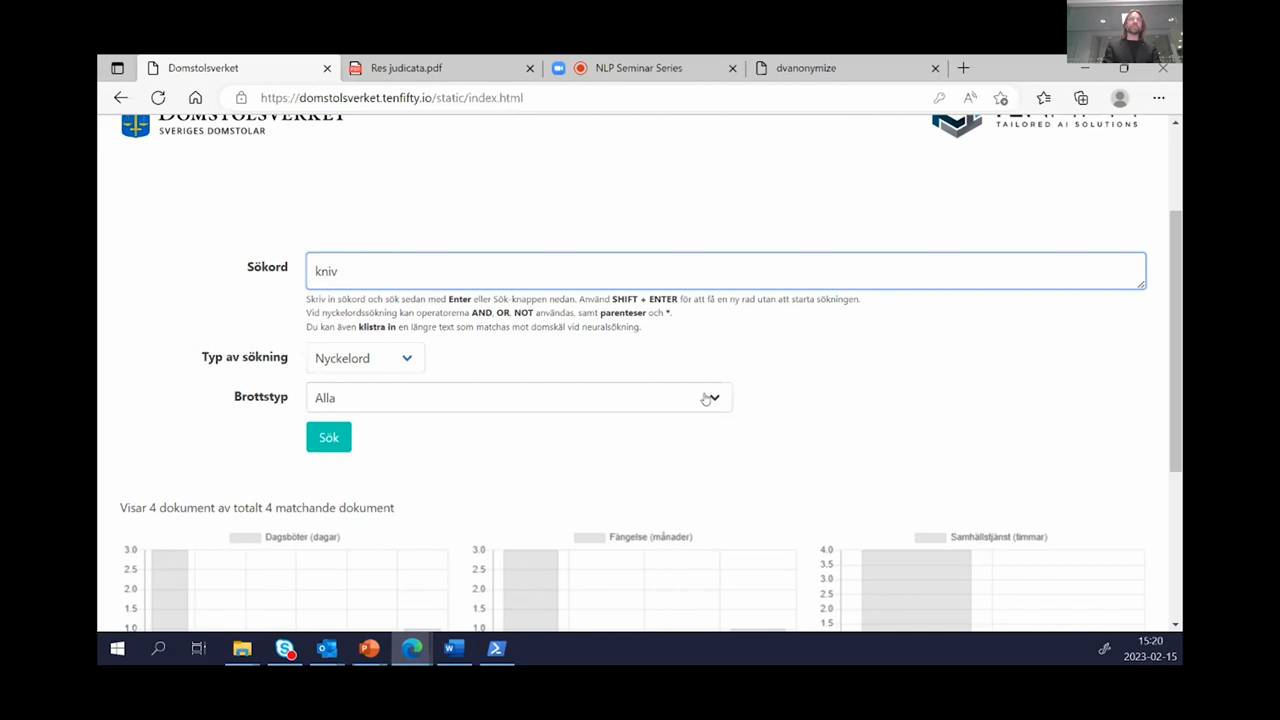 Domstolsverket
Res judicata.pdf
NLP Seminar Series
dvanonymize
https://domstolsverket.tenfifty.io/static/index.html
DOMSTOLSVERKET
SVERIGES DOMSTOLAR
TAILORED AI SOLUTIONS
Sökord
kniv
Skriv in sökord och sök sedan med Enter eller Sök-knappen nedan. Använd SHIFT + ENTER för att få en ny rad utan att starta sökningen.
Vid nyckelordssökning kan operatorerna AND, OR, NOT användas, samt parenteser och *.
Du kan även klistra in en längre text som matchas mot domskäl vid neuralsökning.
Typ av sökning
Nyckelord
Brottstyp
Alla
Sök
Visar 4 dokument av totalt 4 matchande dokument
Dagsböter (dagar)
3.0
2.5
2.0
1.5
1.0
Fängelse (månader)
3.0
2.5
2.0
1.5
1.0
Samhällstjänst (timmar)
4.0
3.5
3.0
2.5
2.0
1.5
15:20
2023-02-15